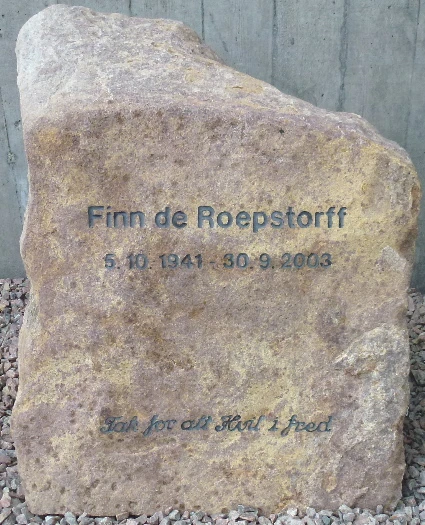 Finn de Roepstorff
5.10.1941 - 30.9.2003
Tak for alt Hvil i fred